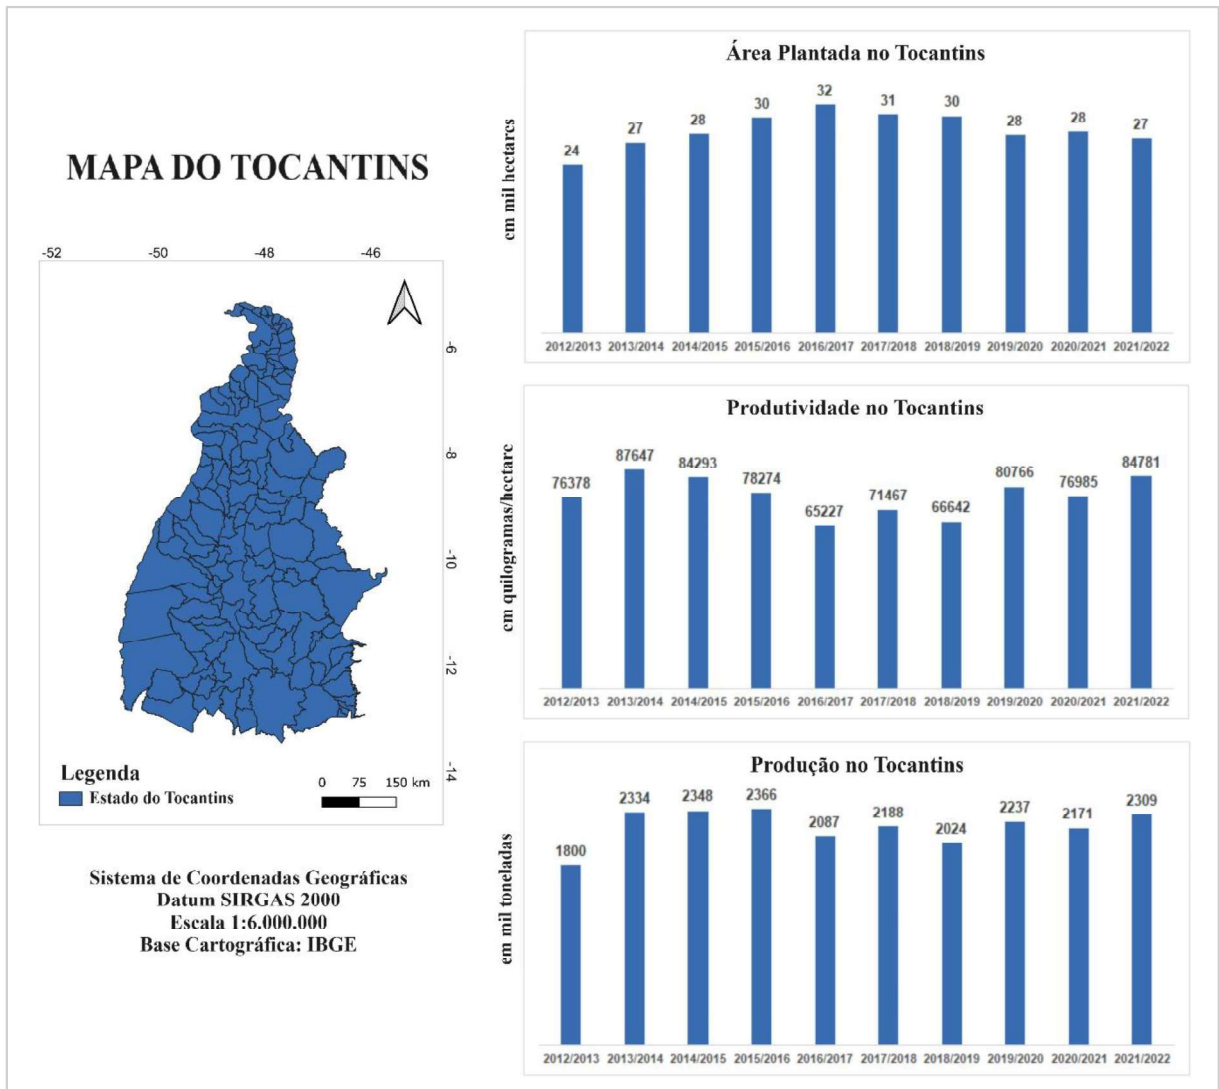 MAPA DO TOCANTINS
-52 -50 -48 -46
-6
-8
-10
-12
-14
Legenda
Estado do Tocantins
0 75 150 km
Sistema de Coordenadas Geográficas
Datum SIRGAS 2000
Escala 1:6.000.000
Base Cartográfica: IBGE
Área Plantada no Tocantins
em mil hectares
24 27 28 30 32 31 30 28 28 27
2012/2013 2013/2014 2014/2015 2015/2016 2016/2017 2017/2018 2018/2019 2019/2020 2020/2021 2021/2022
Produtividade no Tocantins
em quilogramas/hectare
76378 87647 84293 78274 65227 71467 66642 80766 76985 84781
2012/2013 2013/2014 2014/2015 2015/2016 2016/2017 2017/2018 2018/2019 2019/2020 2020/2021 2021/2022
Produção no Tocantins
em mil toneladas
1800 2334 2348 2366 2087 2188 2024 2237 2171 2309
2012/2013 2013/2014 2014/2015 2015/2016 2016/2017 2017/2018 2018/2019 2019/2020 2020/2021 2021/2022